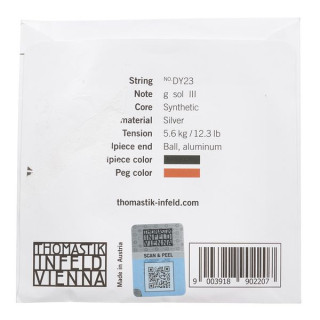 String NO.DY23
Note g sol III
Core Synthetic
material Silver
Tension 5.6 kg / 12.3 lb
lpiece end Ball, aluminum
lpiece color
Peg color
thomastik-infeld.com
THOMASTIK
INFELD
VIENNA
Made in Austria
SCAN & PEEL
9 003918 902207